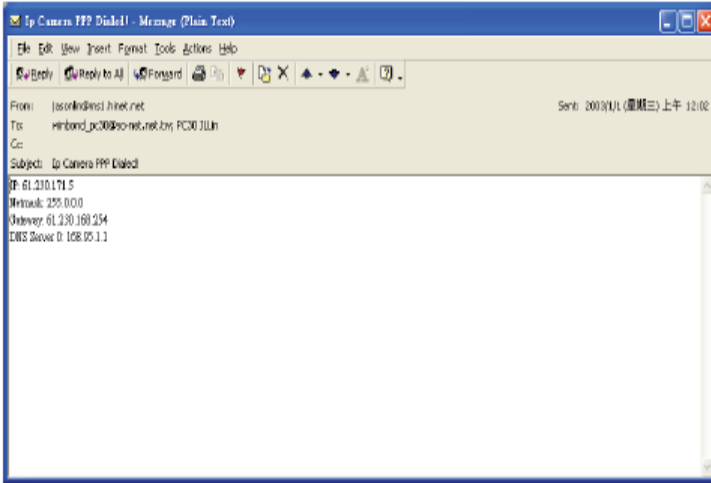 Ip Camera PPP Dialed! - Message (Plain Text)
File Edit View Insert Format Tools Actions Help
Reply Reply to All Forward
From: jasonlin@ms1.hinet.net Sent: 2003/1/1 (星期三) 上午 12:02
To: winbond_pc30@so-net.net.tw; PC30 JLLin
Cc:
Subject: Ip Camera PPP Dialed!
IP: 61.230.171.5
Netmask: 255.0.0.0
Gateway: 61.230.168.254
DNS Server 0: 168.95.1.1